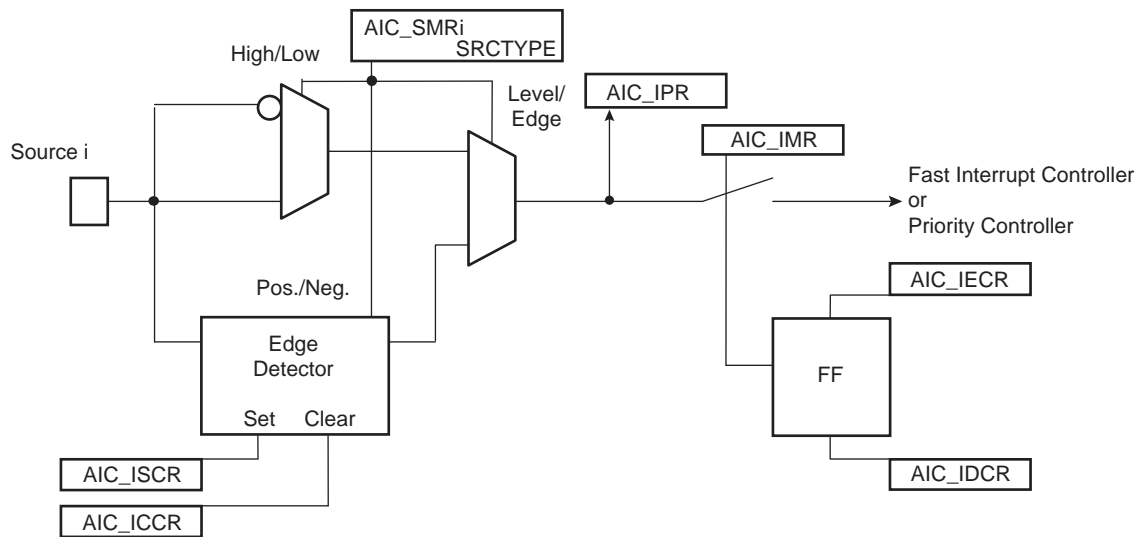 AIC_SMRi
SRCTYPE
High/Low
Level/
Edge
AIC_IPR
AIC_IMR
Source i
Fast Interrupt Controller
or
Priority Controller
Pos./Neg.
AIC_IECR
Edge
Detector
FF
Set Clear
AIC_ISCR
AIC_IDCR
AIC_ICCR